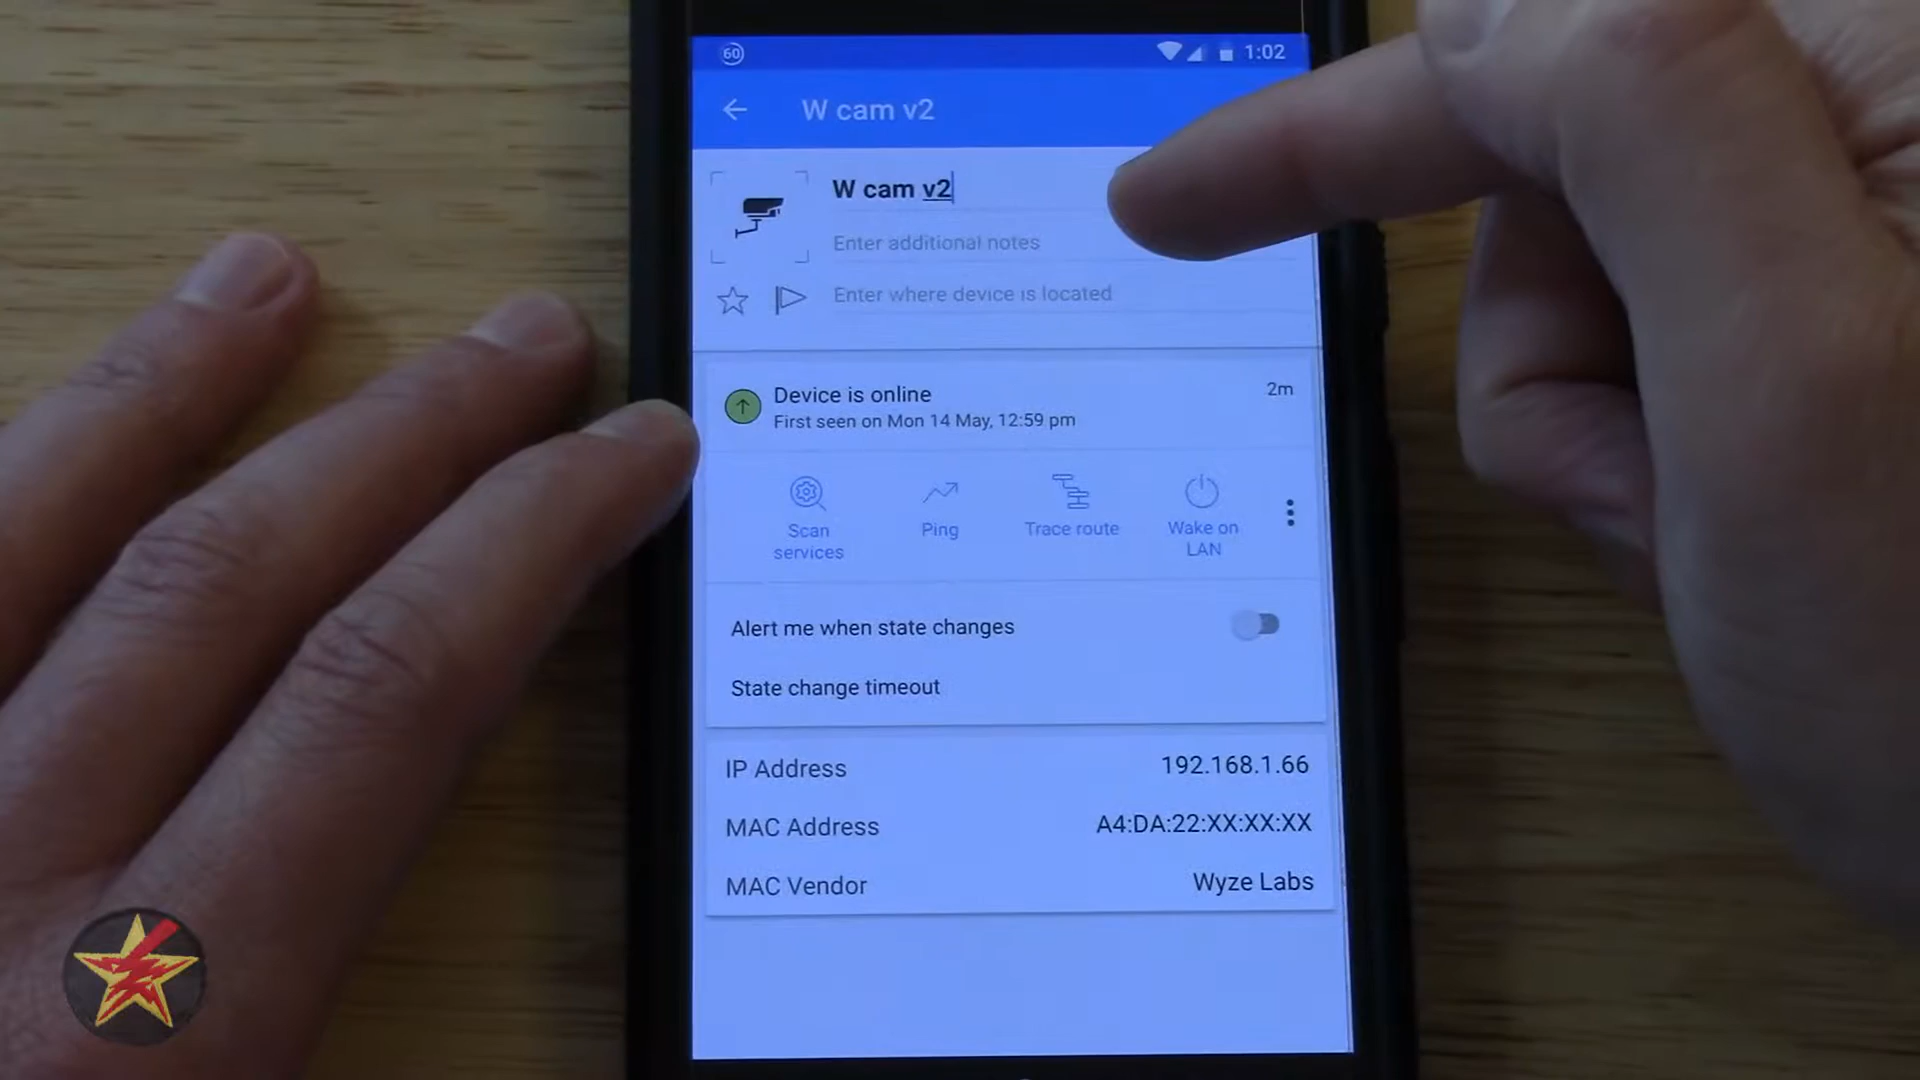 60
1:02
W cam v2
W cam v2
Enter additional notes
Enter where device is located
Device is online
2m
First seen on Mon 14 May, 12:59 pm
Scan services
Ping
Trace route
Wake on LAN
Alert me when state changes
State change timeout
IP Address 192.168.1.66
MAC Address A4:DA:22:XX:XX:XX
MAC Vendor Wyze Labs